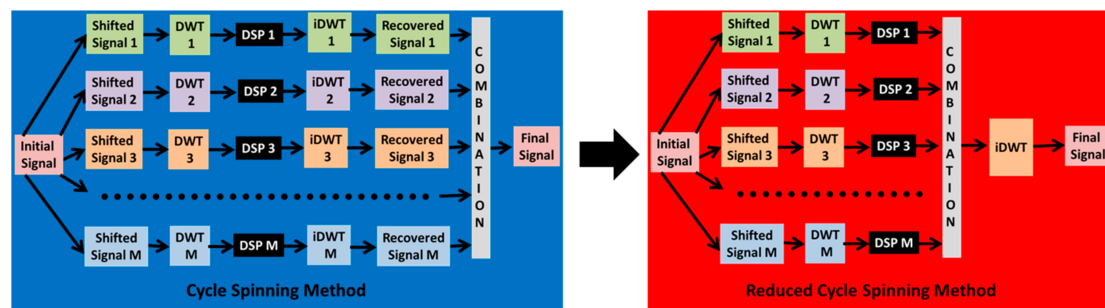 Initial
Signal
Shifted
Signal 1
DWT
1
DSP 1
iDWT
1
Recovered
Signal 1
Shifted
Signal 2
DWT
2
DSP 2
iDWT
2
Recovered
Signal 2
Shifted
Signal 3
DWT
3
DSP 3
iDWT
3
Recovered
Signal 3
Shifted
Signal M
DWT
M
DSP M
iDWT
M
Recovered
Signal M
COMBINATION
Final
Signal
Cycle Spinning Method
Initial
Signal
Shifted
Signal 1
DWT
1
DSP 1
Shifted
Signal 2
DWT
2
DSP 2
Shifted
Signal 3
DWT
3
DSP 3
Shifted
Signal M
DWT
M
DSP M
COMBINATION
iDWT
Final
Signal
Reduced Cycle Spinning Method